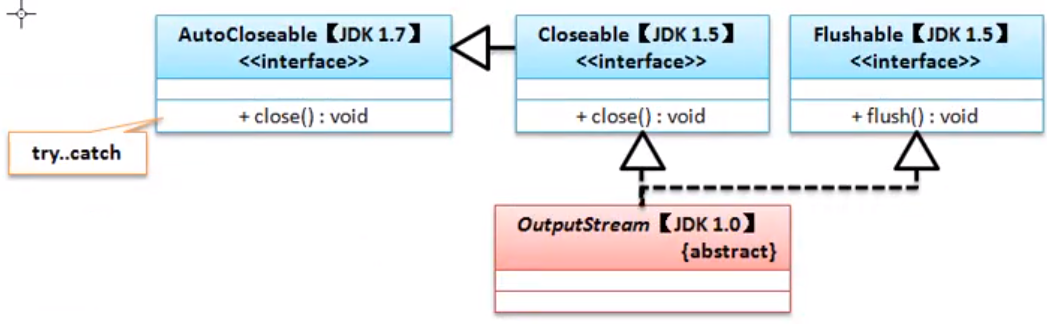 AutoCloseable【JDK 1.7】
<<interface>>
+ close() : void
Closeable【JDK 1.5】
<<interface>>
+ close() : void
Flushable【JDK 1.5】
<<interface>>
+ flush() : void
try..catch
OutputStream【JDK 1.0】
{abstract}